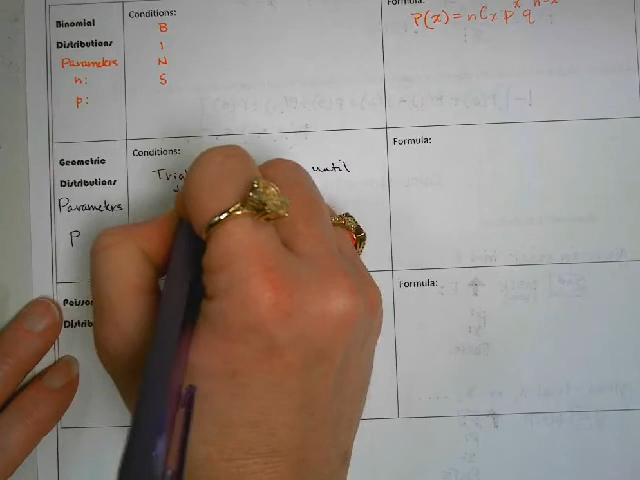 Binomial
Distributions
Parameters
n:
p:
Conditions:
B
I
N
S
Formula:
P(x) = nCx p^x q^n-x
Geometric
Distributions
Parameters
P
Conditions:
until
Formula:
Formula: